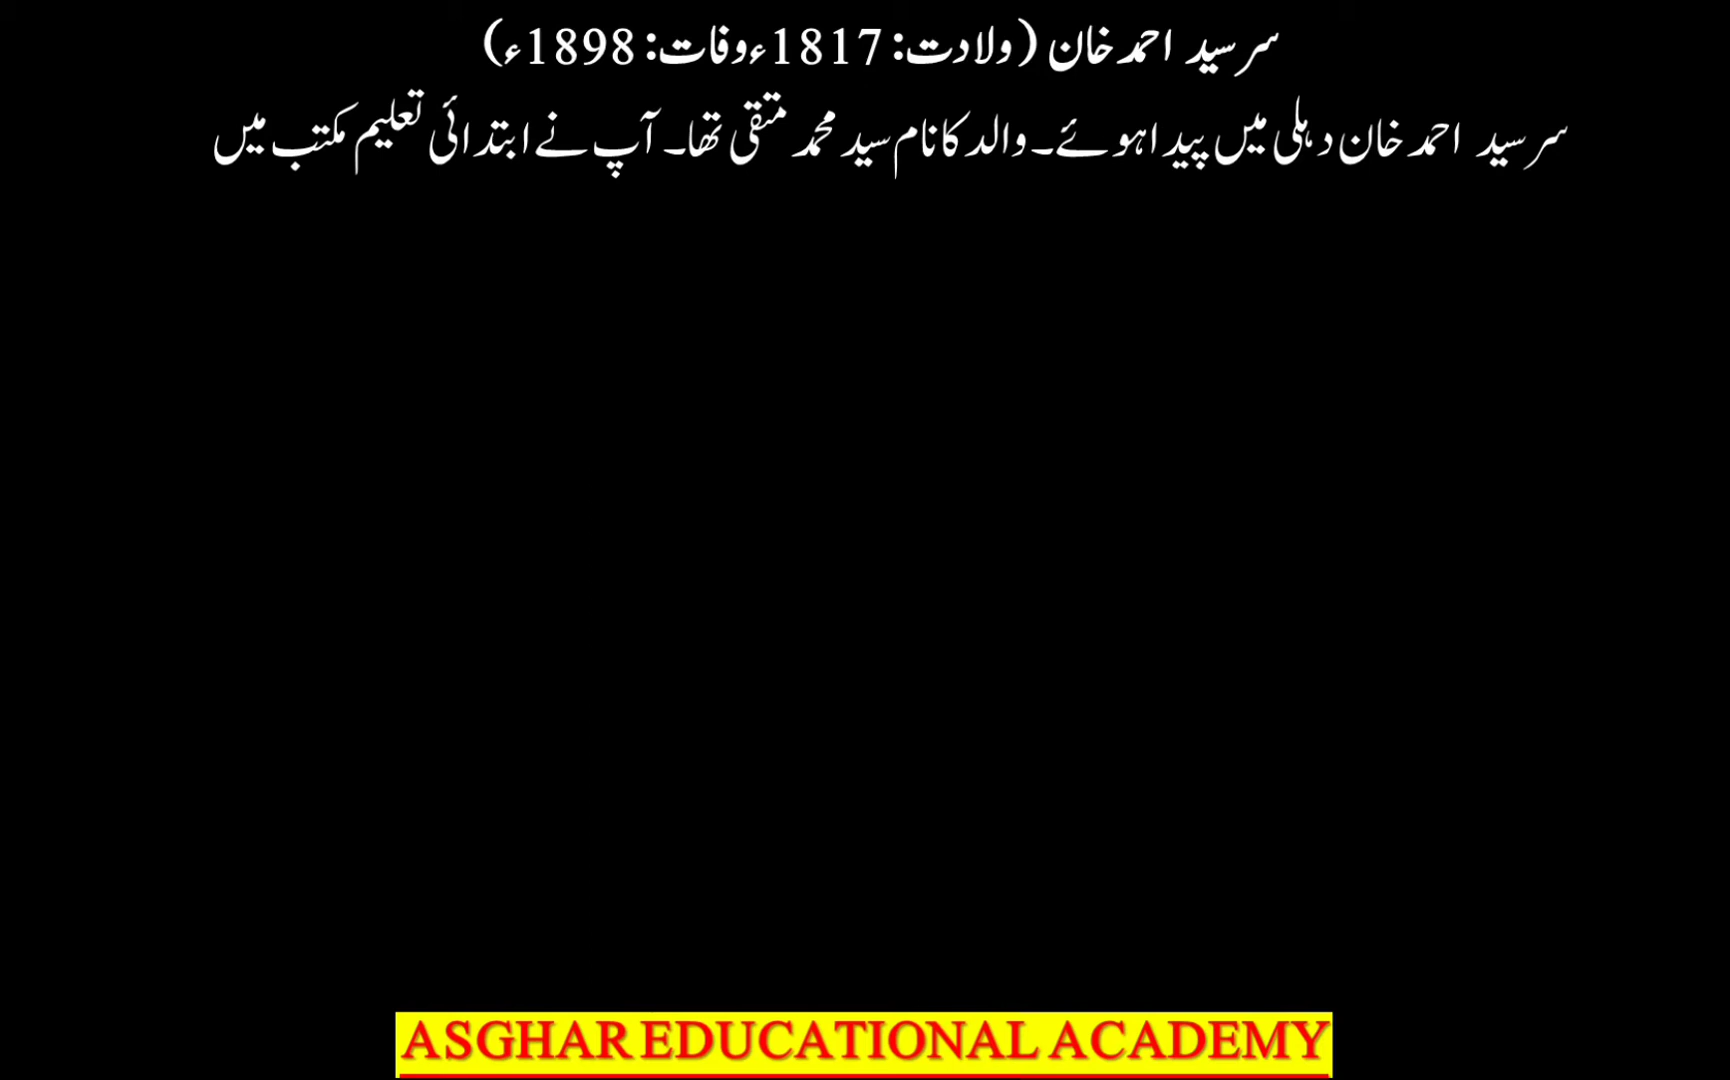 سر سید احمد خان (ولادت: 1817ء وفات: 1898ء)
سر سید احمد خان دہلی میں پیدا ہوئے۔ والد کا نام سید محمد متقی تھا۔ آپ نے ابتدائی تعلیم مکتب میں
ASGHAR EDUCATIONAL ACADEMY